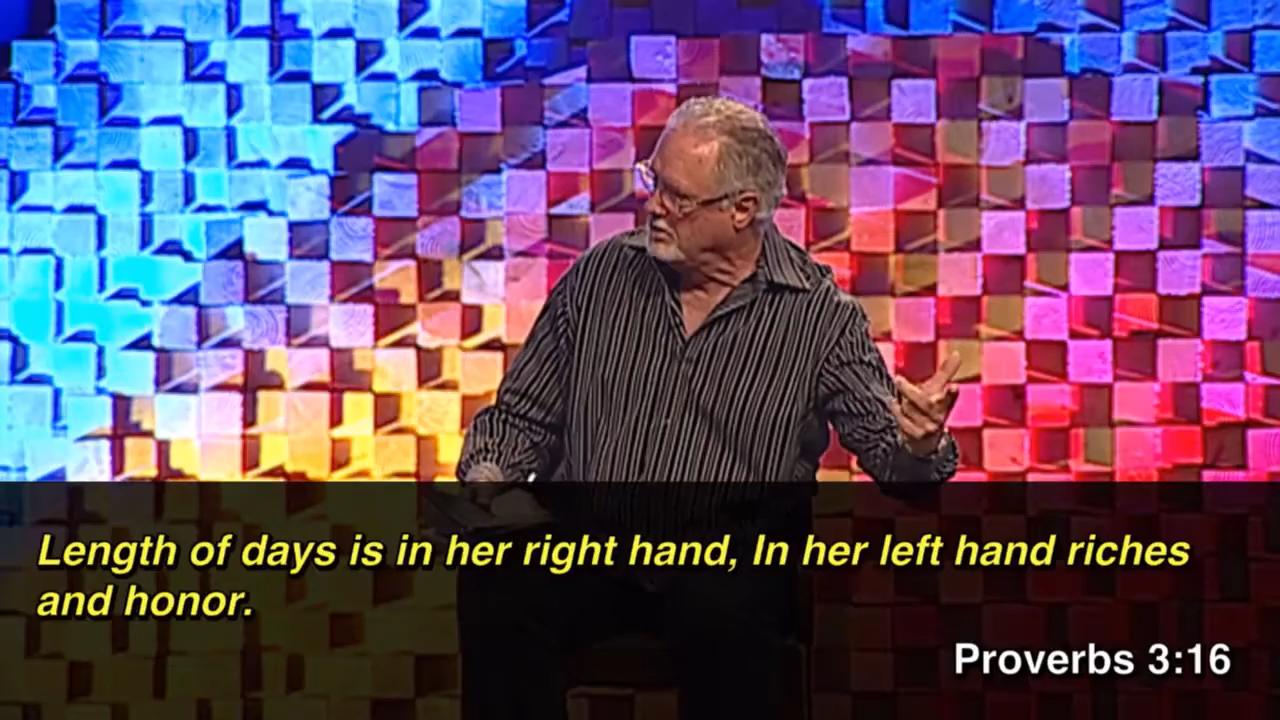 Length of days is in her right hand, In her left hand riches
and honor.
Proverbs 3:16